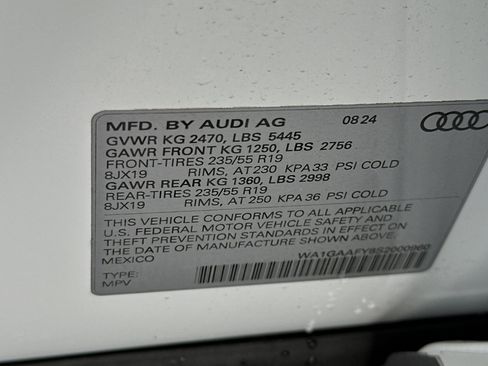 MFD. BY AUDI AG 08.24
GVWR KG 2470, LBS 5445
GAWR FRONT KG 1250, LBS 2756
FRONT-TIRES 235/55 R19
8JX19 RIMS, AT 230 KPA 33 PSI COLD
GAWR REAR KG 1360, LBS 2998
REAR-TIRES 235/55 R19
8JX19 RIMS, AT 250 KPA 36 PSI COLD
THIS VEHICLE CONFORMS TO ALL APPLICABLE
U.S. FEDERAL MOTOR VEHICLE SAFETY AND
THEFT PREVENTION STANDARDS IN EFFECT ON
THE DATE OF MANUFACTURE SHOWN ABOVE.
MEXICO
WA1GAAFY8S2000960
TYPE:
MPV